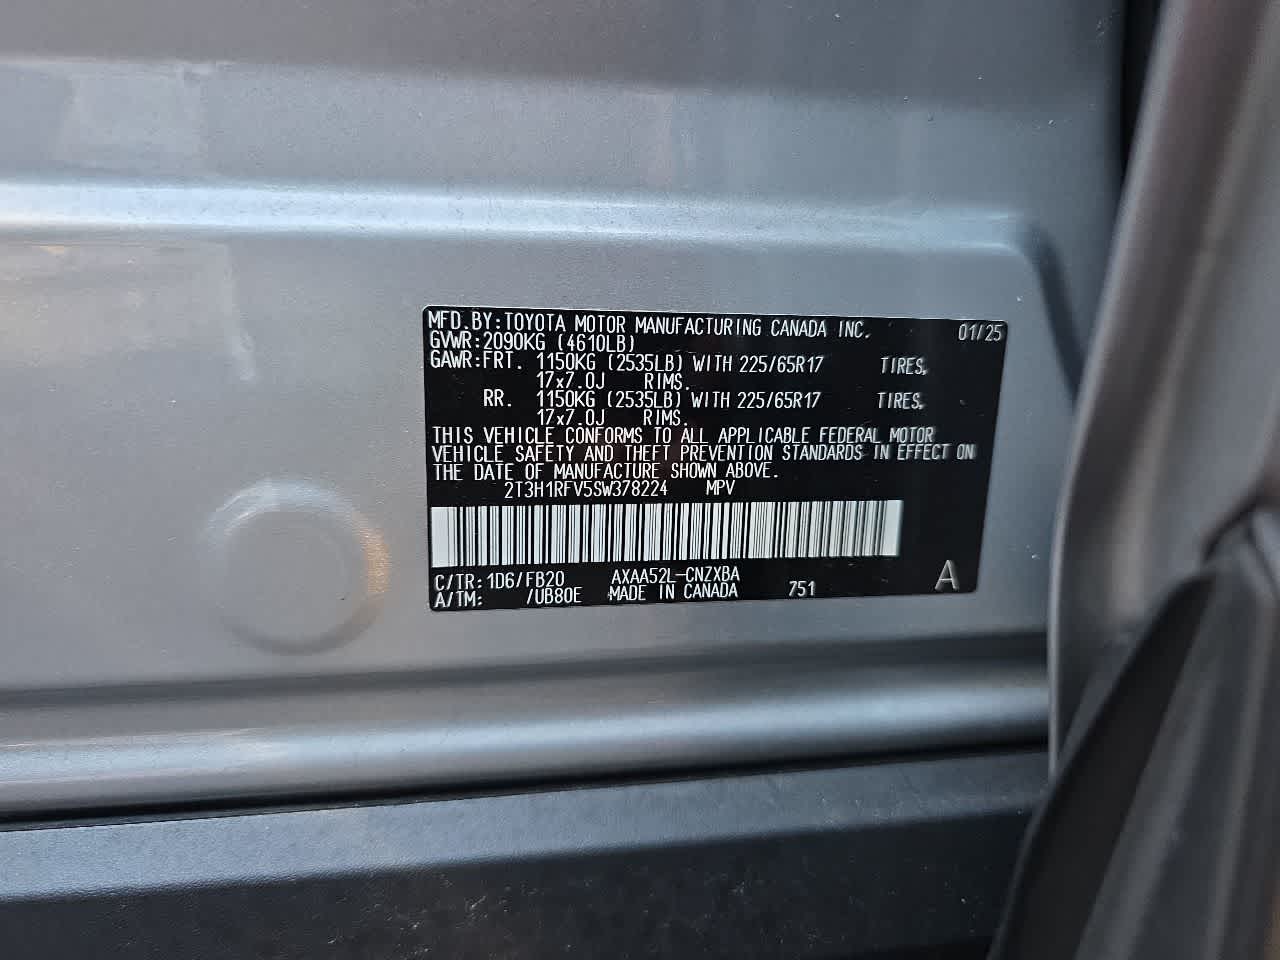 MFD.BY:TOYOTA MOTOR MANUFACTURING CANADA INC. 01/25
GVWR:2090KG (4610LB)
GAWR:FRT. 1150KG (2535LB) WITH 225/65R17 TIRES,
17x7.0J RIMS.
RR. 1150KG (2535LB) WITH 225/65R17 TIRES,
17x7.0J RIMS.
THIS VEHICLE CONFORMS TO ALL APPLICABLE FEDERAL MOTOR
VEHICLE SAFETY AND THEFT PREVENTION STANDARDS IN EFFECT ON
THE DATE OF MANUFACTURE SHOWN ABOVE.
2T3H1RFV5SW378224 MPV
C/TR:1D6/FB20 AXAA52L-CNZXBA A
A/TM: /UB80E MADE IN CANADA 751